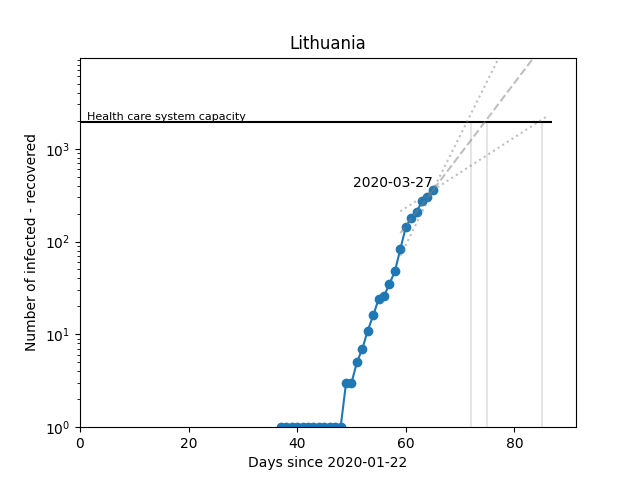 Lithuania
Health care system capacity
2020-03-27
Number of infected - recovered
10³
10²
10¹
10⁰
0 20 40 60 80
Days since 2020-01-22